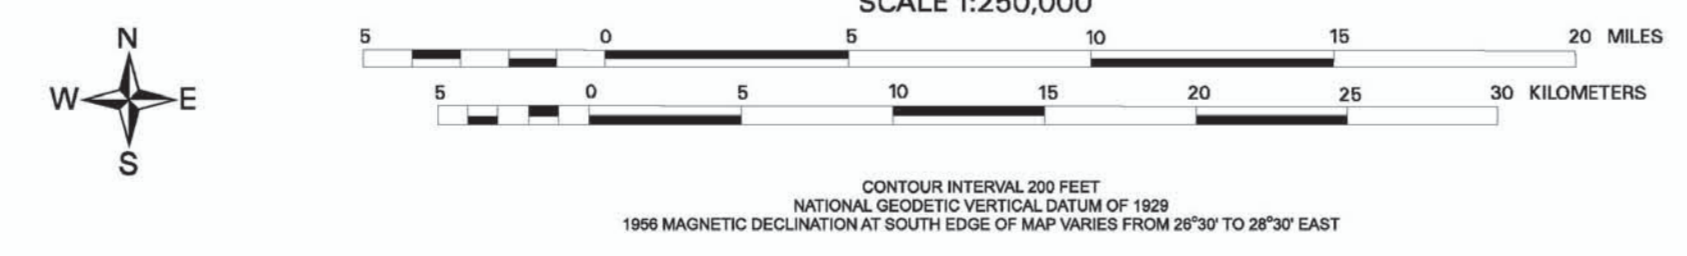 SCALE 1:250,000
N
5 0 5 10 15 20 MILES
W E
5 0 5 10 15 20 25 30 KILOMETERS
S
CONTOUR INTERVAL 200 FEET
NATIONAL GEODETIC VERTICAL DATUM OF 1929
1956 MAGNETIC DECLINATION AT SOUTH EDGE OF MAP VARIES FROM 26°30' TO 28°30' EAST